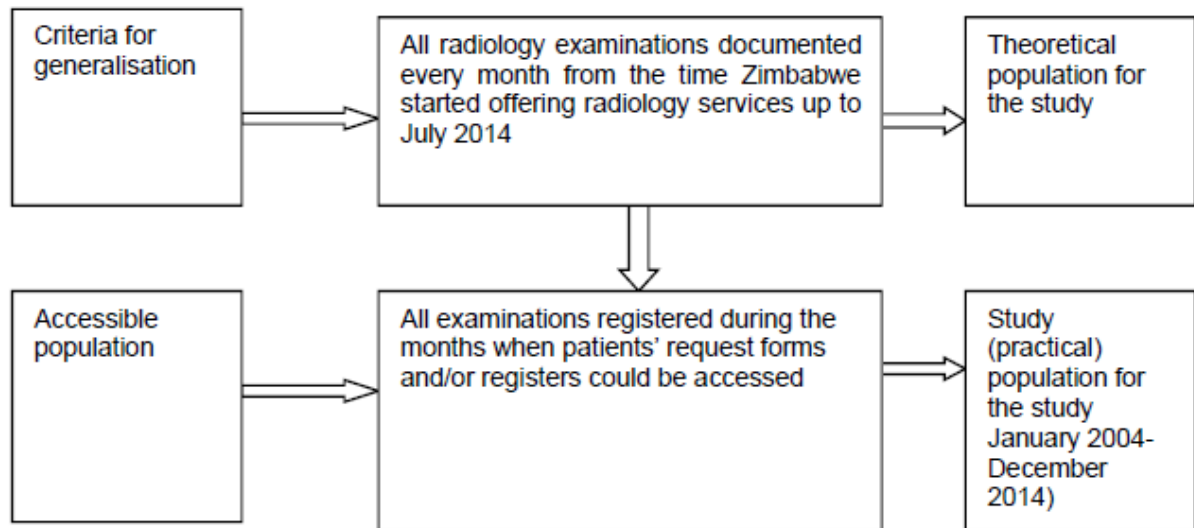 Criteria for
generalisation
All radiology examinations documented
every month from the time Zimbabwe
started offering radiology services up to
July 2014
Theoretical
population for
the study
Accessible
population
All examinations registered during the
months when patients’ request forms
and/or registers could be accessed
Study
(practical)
population for
the study
January 2004-
December
2014)